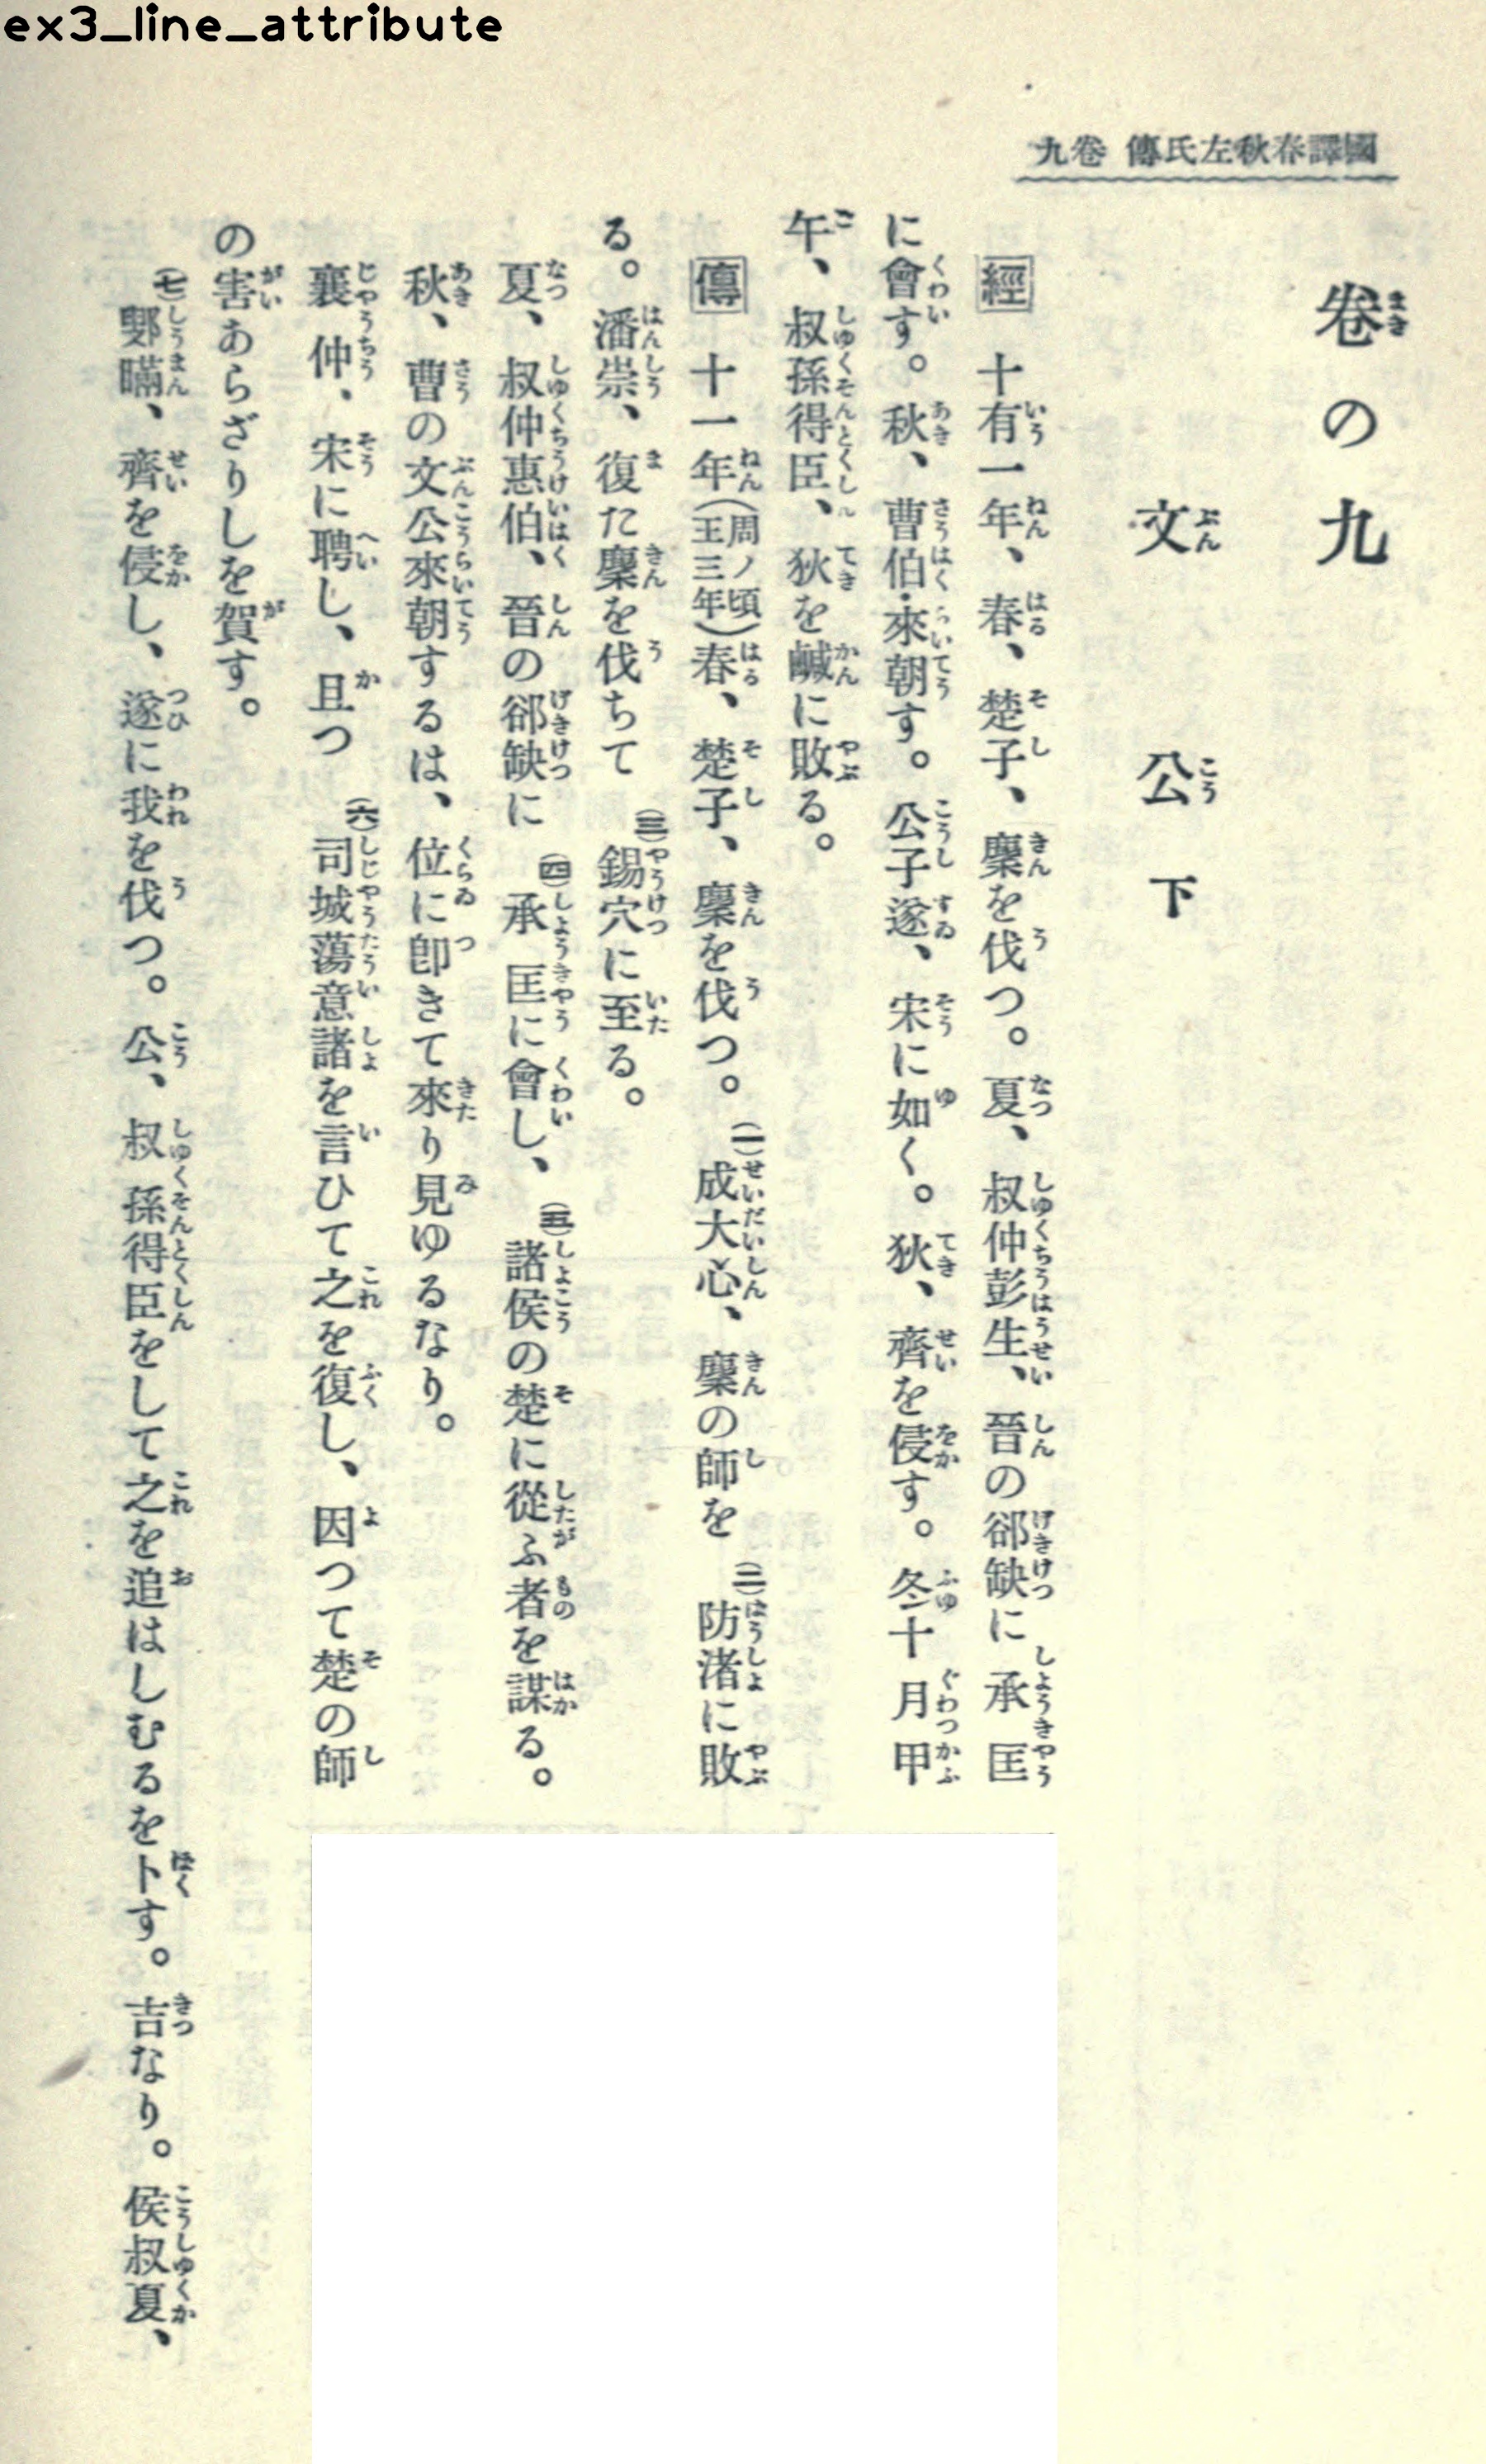 ex3_line_attribute
國譯春秋左氏傳 卷九
卷の九
文公下
經 十有一年、春、楚子、麇を伐つ。夏、叔仲彭生、晉の郤缺に承匡
に會す。秋、曹伯來朝す。公子遂、宋に如く。狄、齊を侵す。冬十月甲
午、叔孫得臣、狄を鹹に敗る。
傳 十一年(周ノ頃王三年)春、楚子、麇を伐つ。(一)成大心、麇の師を(二)防渚に敗
る。潘崇、復た麇を伐ちて(三)錫穴に至る。
夏、叔仲惠伯、晉の郤缺に(四)承匡に會し、(五)諸侯の楚に從ふ者を謀る。
秋、曹の文公來朝するは、位に卽きて來り見ゆるなり。
襄仲、宋に聘し、且つ(六)司城蕩意諸を言ひて之を復し、因つて楚の師
の害あらざりしを賀す。
(七)鄋瞞、齊を侵し、遂に我を伐つ。公、叔孫得臣をして之を追はしむるを卜す。吉なり。侯叔夏、